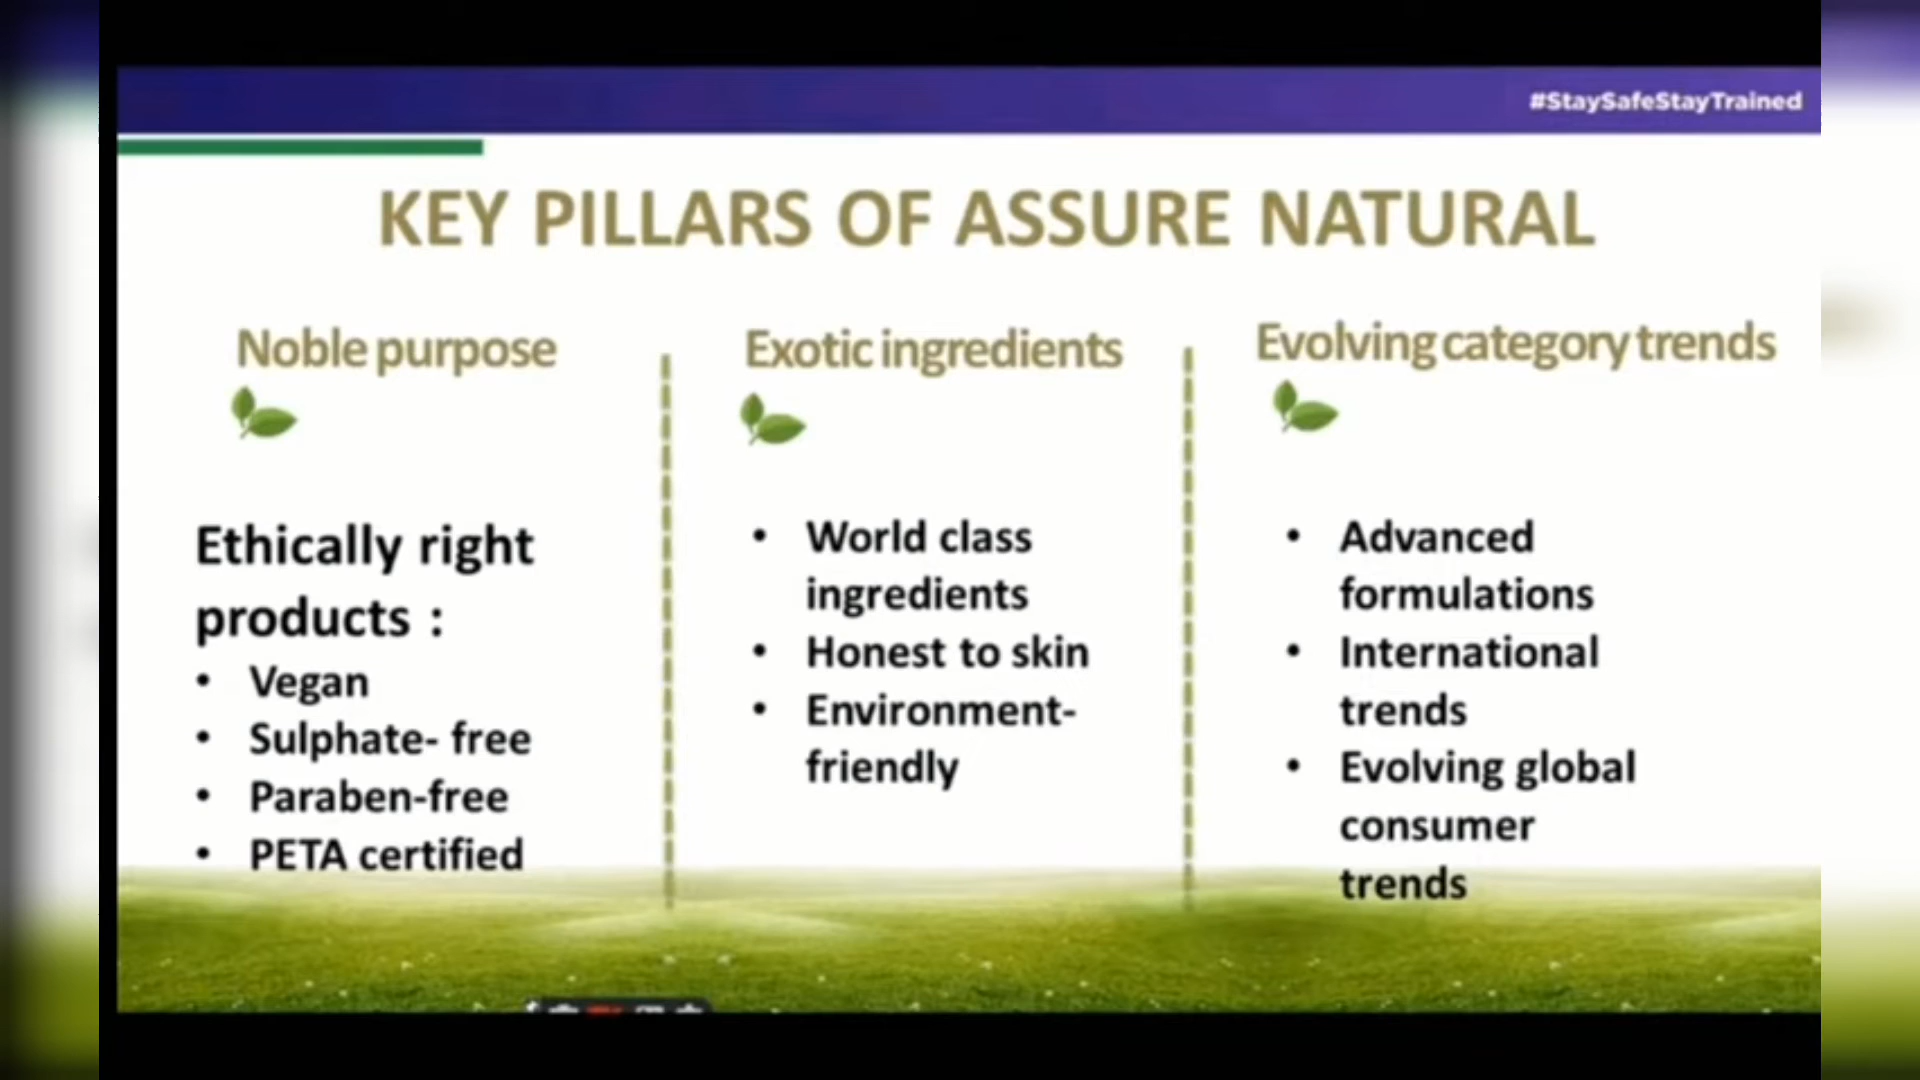 #StaySafeStayTrained
KEY PILLARS OF ASSURE NATURAL
Noble purpose
Ethically right
products :
• Vegan
• Sulphate- free
• Paraben-free
• PETA certified
Exotic ingredients
• World class
ingredients
• Honest to skin
• Environment-
friendly
Evolving category trends
• Advanced
formulations
• International
trends
• Evolving global
consumer
trends